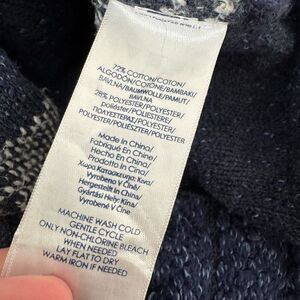 72% COTTON/COTON/
ALGODÓN/COTONE/BAMBAKI/
BAVLNA/BAUMWOLLE/PAMUT/
BAVLNA
28% POLYESTER/POLYESTER/
poliéster/POLIESTERE/
ΠΟΛΥΕΣΤΕΡΑΣ/POLYESTER/
POLYESTER/POLIÉSZTER/POLYESTER
Made In China/
Fabriqué En Chine/
Hecho En China/
Prodotto In Cina/
Χώρα Κατασκευής: Κίνα/
Vyrobeno V Číně/
Hergestellt In China/
Gyártási Hely: Kína/
Vyrobené V Číne
MACHINE WASH COLD
GENTLE CYCLE
ONLY NON-CHLORINE BLEACH
WHEN NEEDED
LAY FLAT TO DRY
WARM IRON IF NEEDED